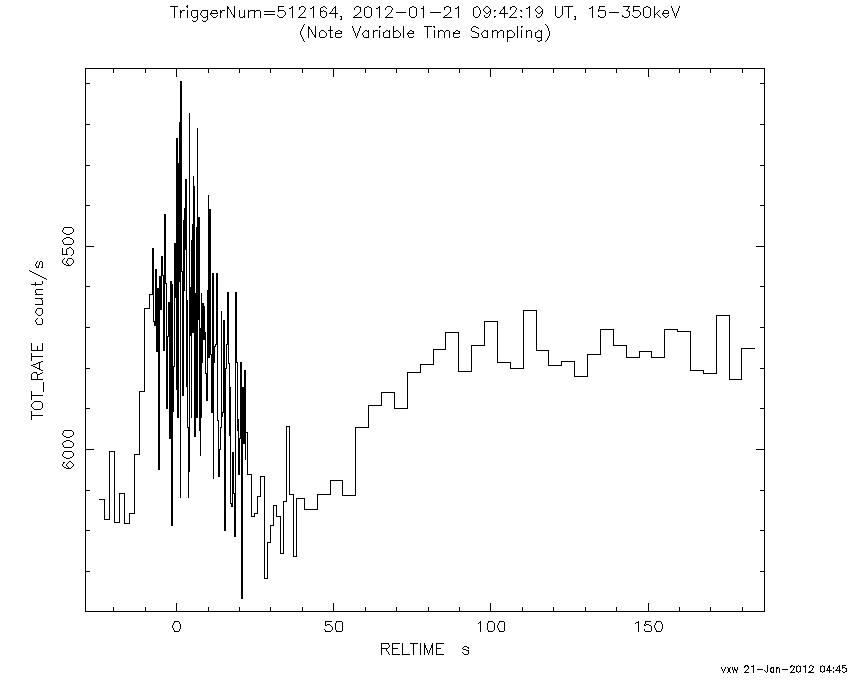 TriggerNum=512164, 2012-01-21 09:42:19 UT, 15-350keV
(Note Variable Time Sampling)
TOT_RATE count/s
6500
6000
0 50 100 150
RELTIME s
vxw 21-Jan-2012 04:45